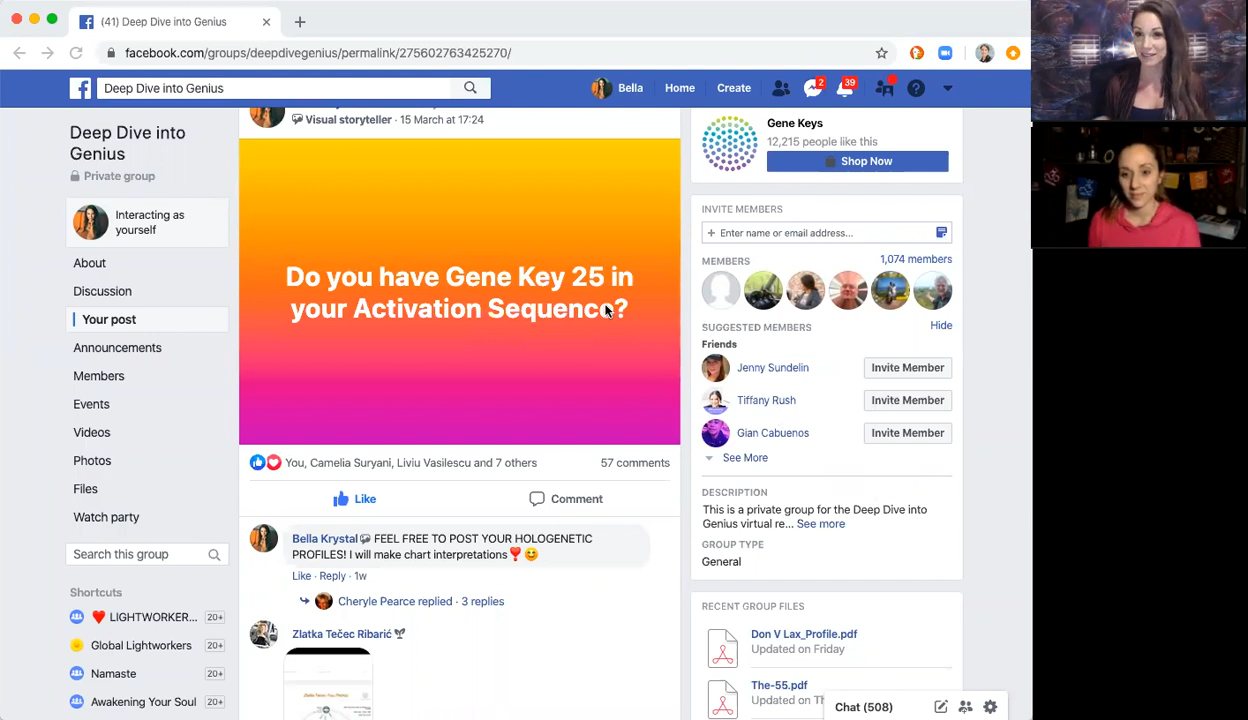 (41) Deep Dive into Genius
facebook.com/groups/deepdivegenius/permalink/275602763425270/
Deep Dive into Genius
Bella
Home
Create
2
39
Deep Dive into
Genius
Private group
Interacting as
yourself
About
Discussion
Your post
Announcements
Members
Events
Videos
Photos
Files
Watch party
Search this group
Shortcuts
LIGHTWORKER... 20+
Global Lightworkers 20+
Namaste 20+
Awakening Your Soul 20+
Visual storyteller · 15 March at 17:24
Do you have Gene Key 25 in
your Activation Sequence?
You, Camelia Suryani, Liviu Vasilescu and 7 others
57 comments
Like
Comment
Bella Krystal FEEL FREE TO POST YOUR HOLOGENETIC
PROFILES! I will make chart interpretations❣️😊
Like · Reply · 1w
Cheryle Pearce replied · 3 replies
Zlatka Tečec Ribarić
Gene Keys
12,215 people like this
Shop Now
INVITE MEMBERS
+ Enter name or email address...
MEMBERS
1,074 members
SUGGESTED MEMBERS
Hide
Friends
Jenny Sundelin
Invite Member
Tiffany Rush
Invite Member
Gian Cabuenos
Invite Member
See More
DESCRIPTION
This is a private group for the Deep Dive into
Genius virtual re... See more
GROUP TYPE
General
RECENT GROUP FILES
Don V Lax_Profile.pdf
Updated on Friday
The-55.pdf
Updated on Th
Chat (508)